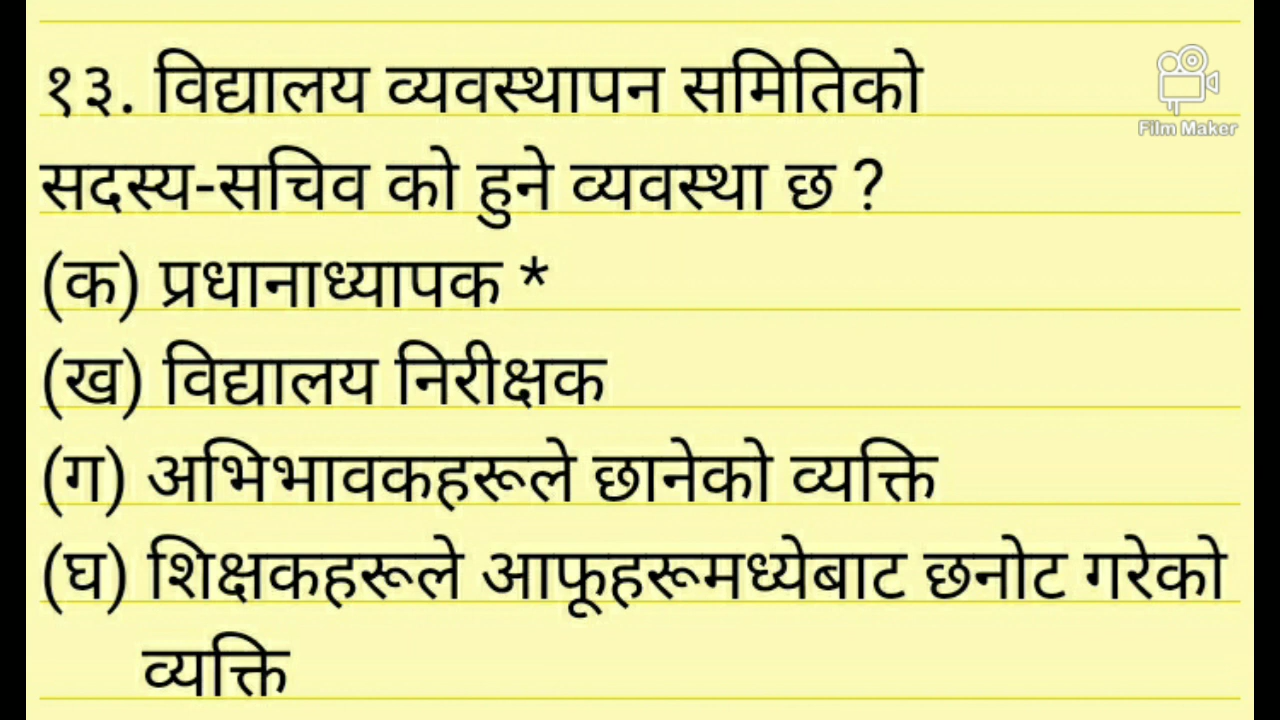 १३. विद्यालय व्यवस्थापन समितिको
सदस्य-सचिव को हुने व्यवस्था छ ?
(क) प्रधानाध्यापक *
(ख) विद्यालय निरीक्षक
(ग) अभिभावकहरूले छानेको व्यक्ति
(घ) शिक्षकहरूले आफूहरूमध्येबाट छनोट गरेको
व्यक्ति
Film Maker